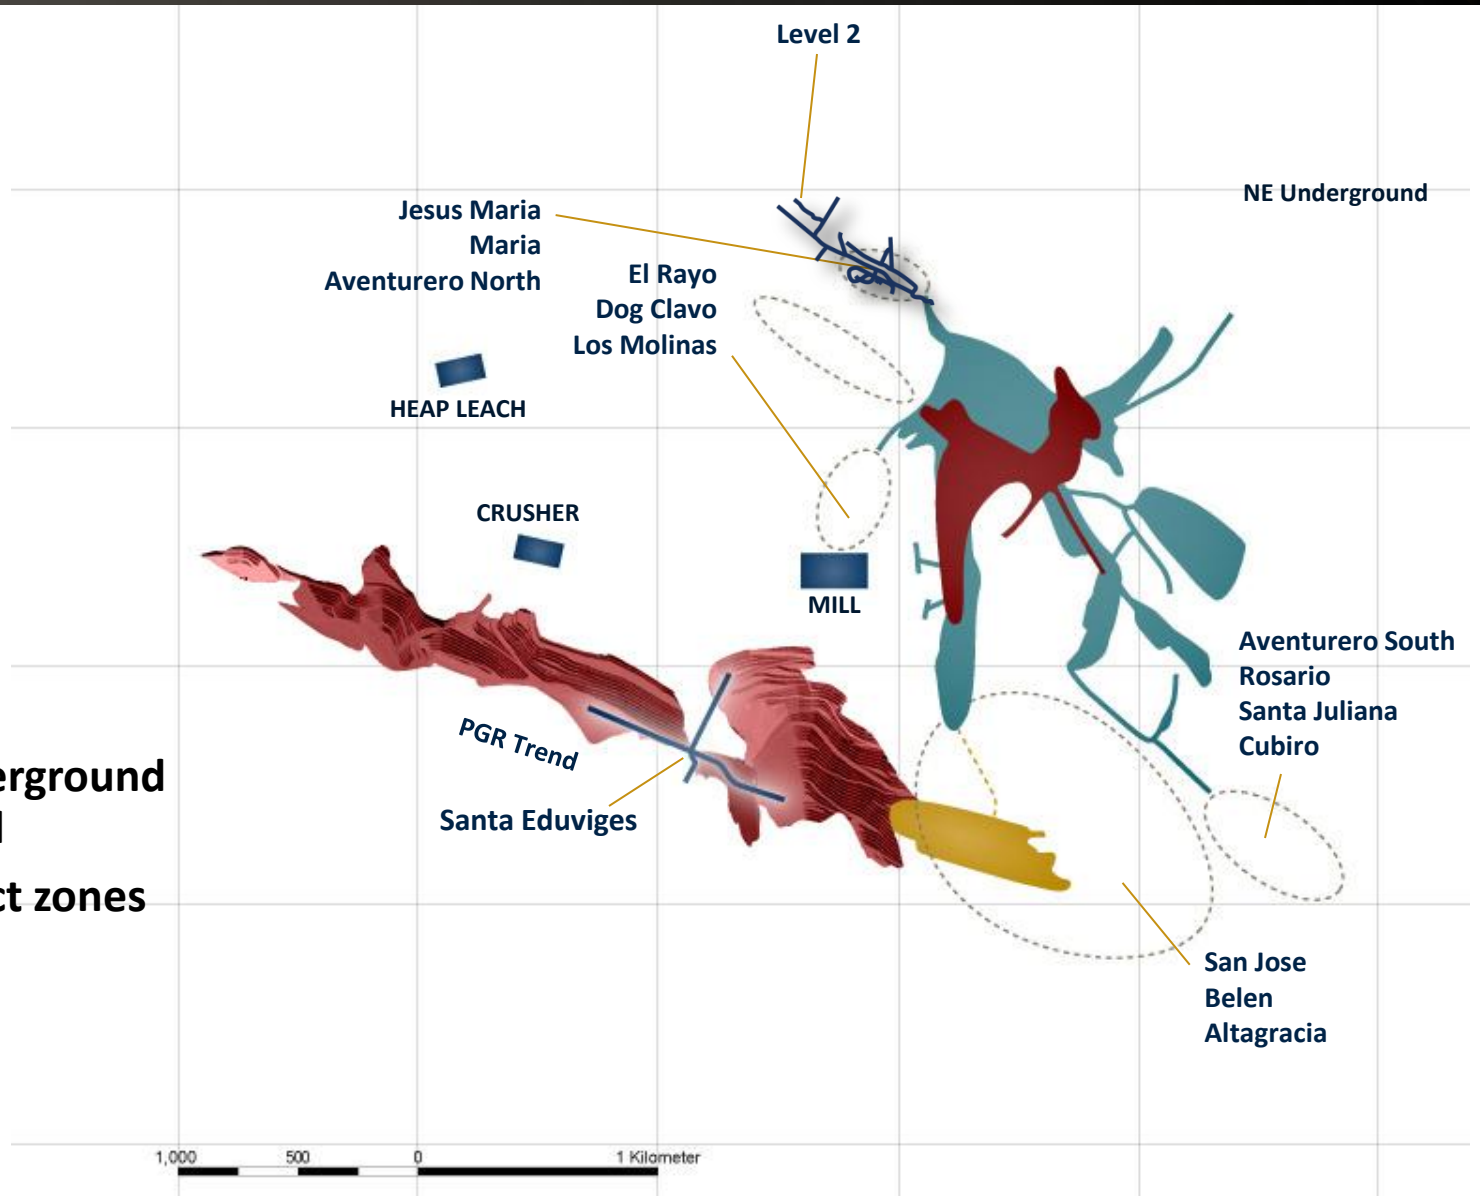 Level 2
NE Underground
Jesus Maria
Maria
Aventurero North
El Rayo
Dog Clavo
Los Molinas
HEAP LEACH
CRUSHER
MILL
Aventurero South
Rosario
Santa Juliana
Cubiro
PGR Trend
Santa Eduviges
zones
San Jose
Belen
Altagracia
1,000 500 0 1 Kilometer